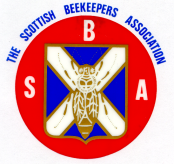 THE SCOTTISH BEEKEEPERS ASSOCIATION
B
S A